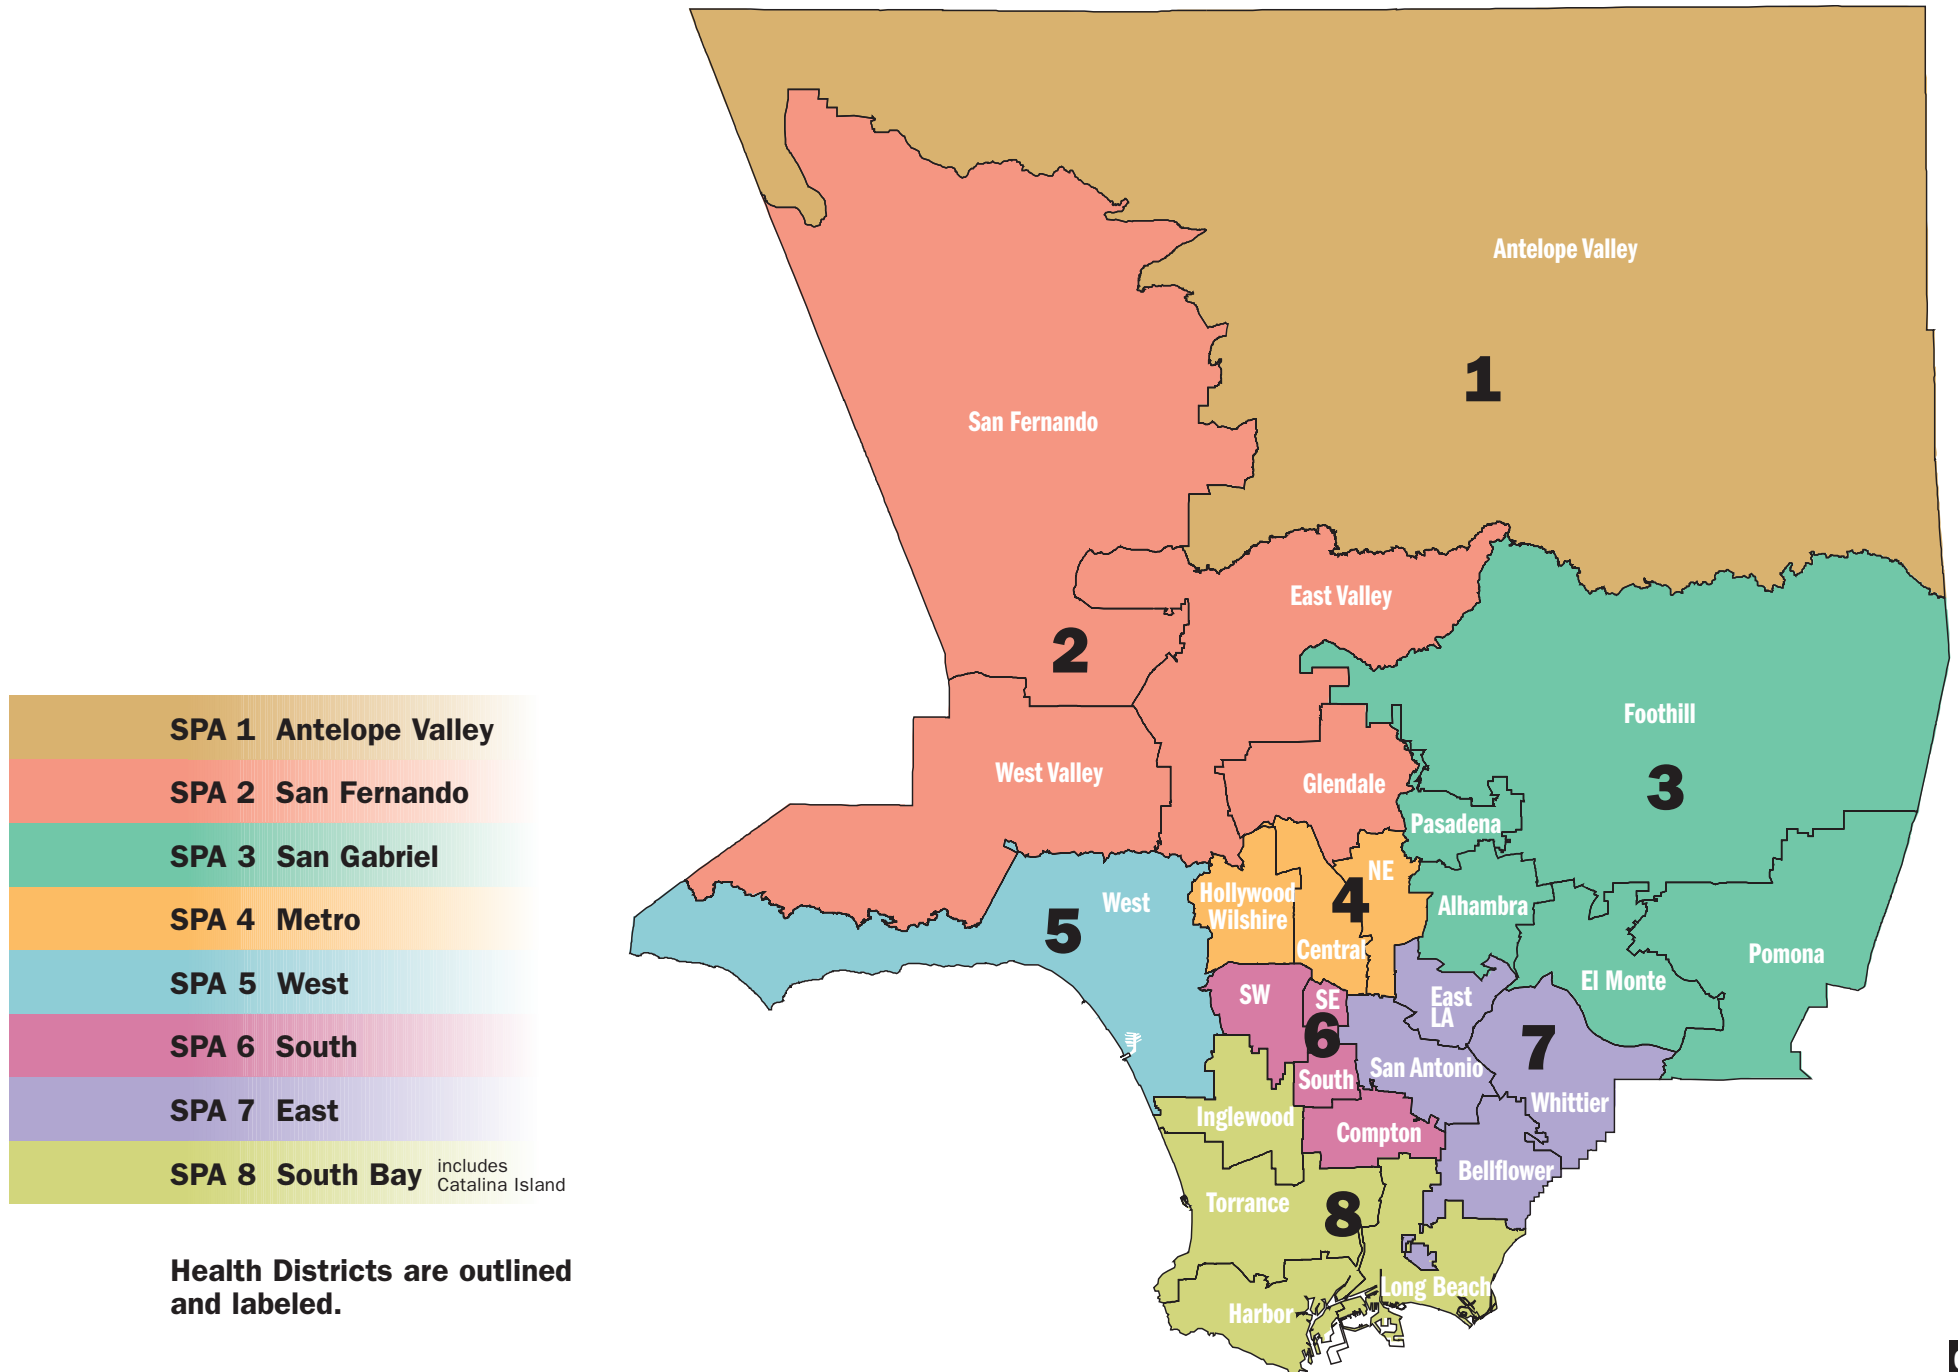 Antelope Valley
1
San Fernando
East Valley
2
Foothill
West Valley
Glendale
3
Pasadena
NE
Hollywood
Wilshire
4
West
5
Alhambra
Central
Pomona
El Monte
SW
SE
East
LA
6
7
South
San Antonio
Whittier
Inglewood
Compton
Bellflower
Torrance
8
Long Beach
Harbor
SPA 1 Antelope Valley
SPA 2 San Fernando
SPA 3 San Gabriel
SPA 4 Metro
SPA 5 West
SPA 6 South
SPA 7 East
SPA 8 South Bay includes
Catalina Island
Health Districts are outlined
and labeled.